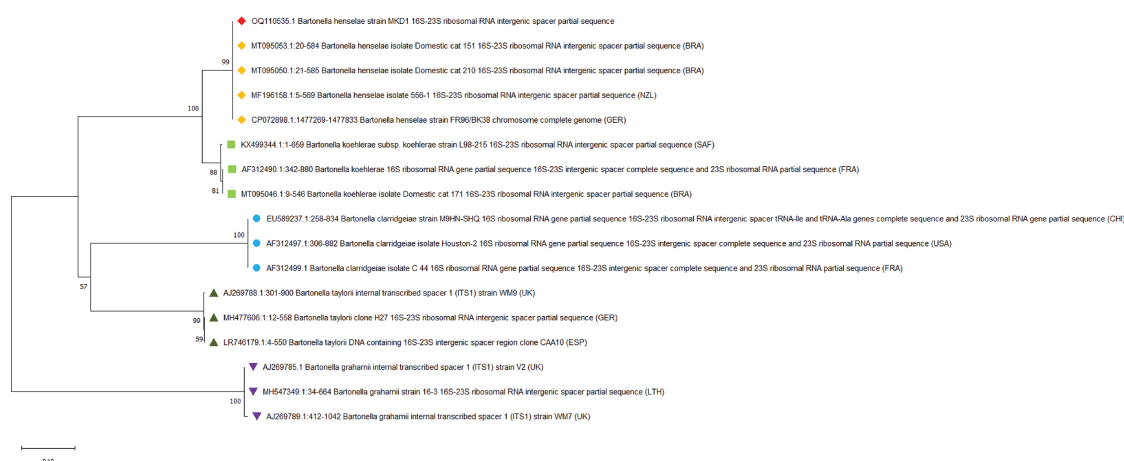 OQ110535.1 Bartonella henselae strain MKD1 16S-23S ribosomal RNA intergenic spacer partial sequence
MT095053.1:20-584 Bartonella henselae isolate Domestic cat 151 16S-23S ribosomal RNA intergenic spacer partial sequence (BRA)
99
MT095050.1:21-585 Bartonella henselae isolate Domestic cat 210 16S-23S ribosomal RNA intergenic spacer partial sequence (BRA)
MF196158.1:5-569 Bartonella henselae isolate 556-1 16S-23S ribosomal RNA intergenic spacer partial sequence (NZL)
100
CP072898.1:1477269-1477833 Bartonella henselae strain FR96/BK38 chromosome complete genome (GER)
KX499344.1:1-659 Bartonella koehlerae subsp. koehlerae strain L98-215 16S-23S ribosomal RNA intergenic spacer partial sequence (SAF)
88
AF312490.1:342-880 Bartonella koehlerae 16S ribosomal RNA gene partial sequence 16S-23S intergenic spacer complete sequence and 23S ribosomal RNA partial sequence (FRA)
81
MT095046.1:9-546 Bartonella koehlerae isolate Domestic cat 171 16S-23S ribosomal RNA intergenic spacer partial sequence (BRA)
EU589237.1:258-834 Bartonella clarridgeiae strain M9HN-SHQ 16S ribosomal RNA gene partial sequence 16S-23S ribosomal RNA intergenic spacer tRNA-Ile and tRNA-Ala genes complete sequence and 23S ribosomal RNA gene partial sequence (CHI)
100
AF312497.1:306-882 Bartonella clarridgeiae isolate Houston-2 16S ribosomal RNA gene partial sequence 16S-23S intergenic spacer complete sequence and 23S ribosomal RNA partial sequence (USA)
AF312499.1 Bartonella clarridgeiae isolate C 44 16S ribosomal RNA gene partial sequence 16S-23S intergenic spacer complete sequence and 23S ribosomal RNA partial sequence (FRA)
57
AJ269788.1:301-900 Bartonella taylorii internal transcribed spacer 1 (ITS1) strain WM9 (UK)
99
MH477606.1:12-558 Bartonella taylorii clone H27 16S-23S ribosomal RNA intergenic spacer partial sequence (GER)
59
LR746179.1:4-550 Bartonella taylorii DNA containing 16S-23S intergenic spacer region clone CAA10 (ESP)
AJ269785.1 Bartonella grahamii internal transcribed spacer 1 (ITS1) strain V2 (UK)
MH547349.1:34-664 Bartonella grahamii strain 16-3 16S-23S ribosomal RNA intergenic spacer partial sequence (LTH)
100
AJ269789.1:412-1042 Bartonella grahamii internal transcribed spacer 1 (ITS1) strain WM7 (UK)